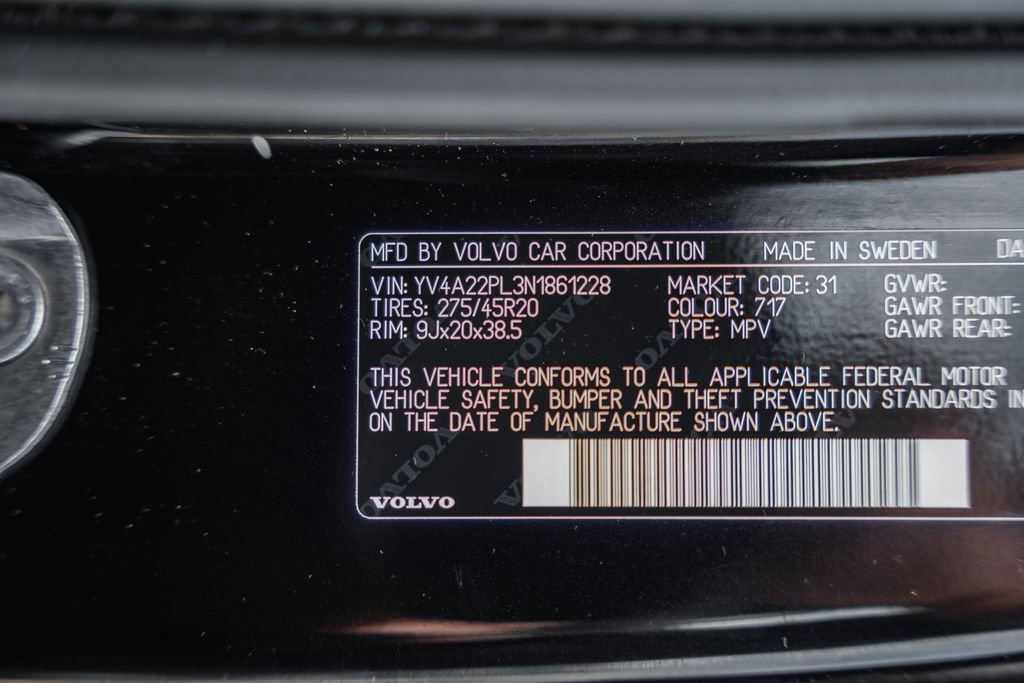 MFD BY VOLVO CAR CORPORATION MADE IN SWEDEN DA
VIN: YV4A22PL3N1861228 MARKET CODE: 31 GVWR:
TIRES: 275/45R20 COLOUR: 717 GAWR FRONT:
RIM: 9Jx20x38.5 TYPE: MPV GAWR REAR:
THIS VEHICLE CONFORMS TO ALL APPLICABLE FEDERAL MOTOR
VEHICLE SAFETY, BUMPER AND THEFT PREVENTION STANDARDS IN
ON THE DATE OF MANUFACTURE SHOWN ABOVE.
VOLVO